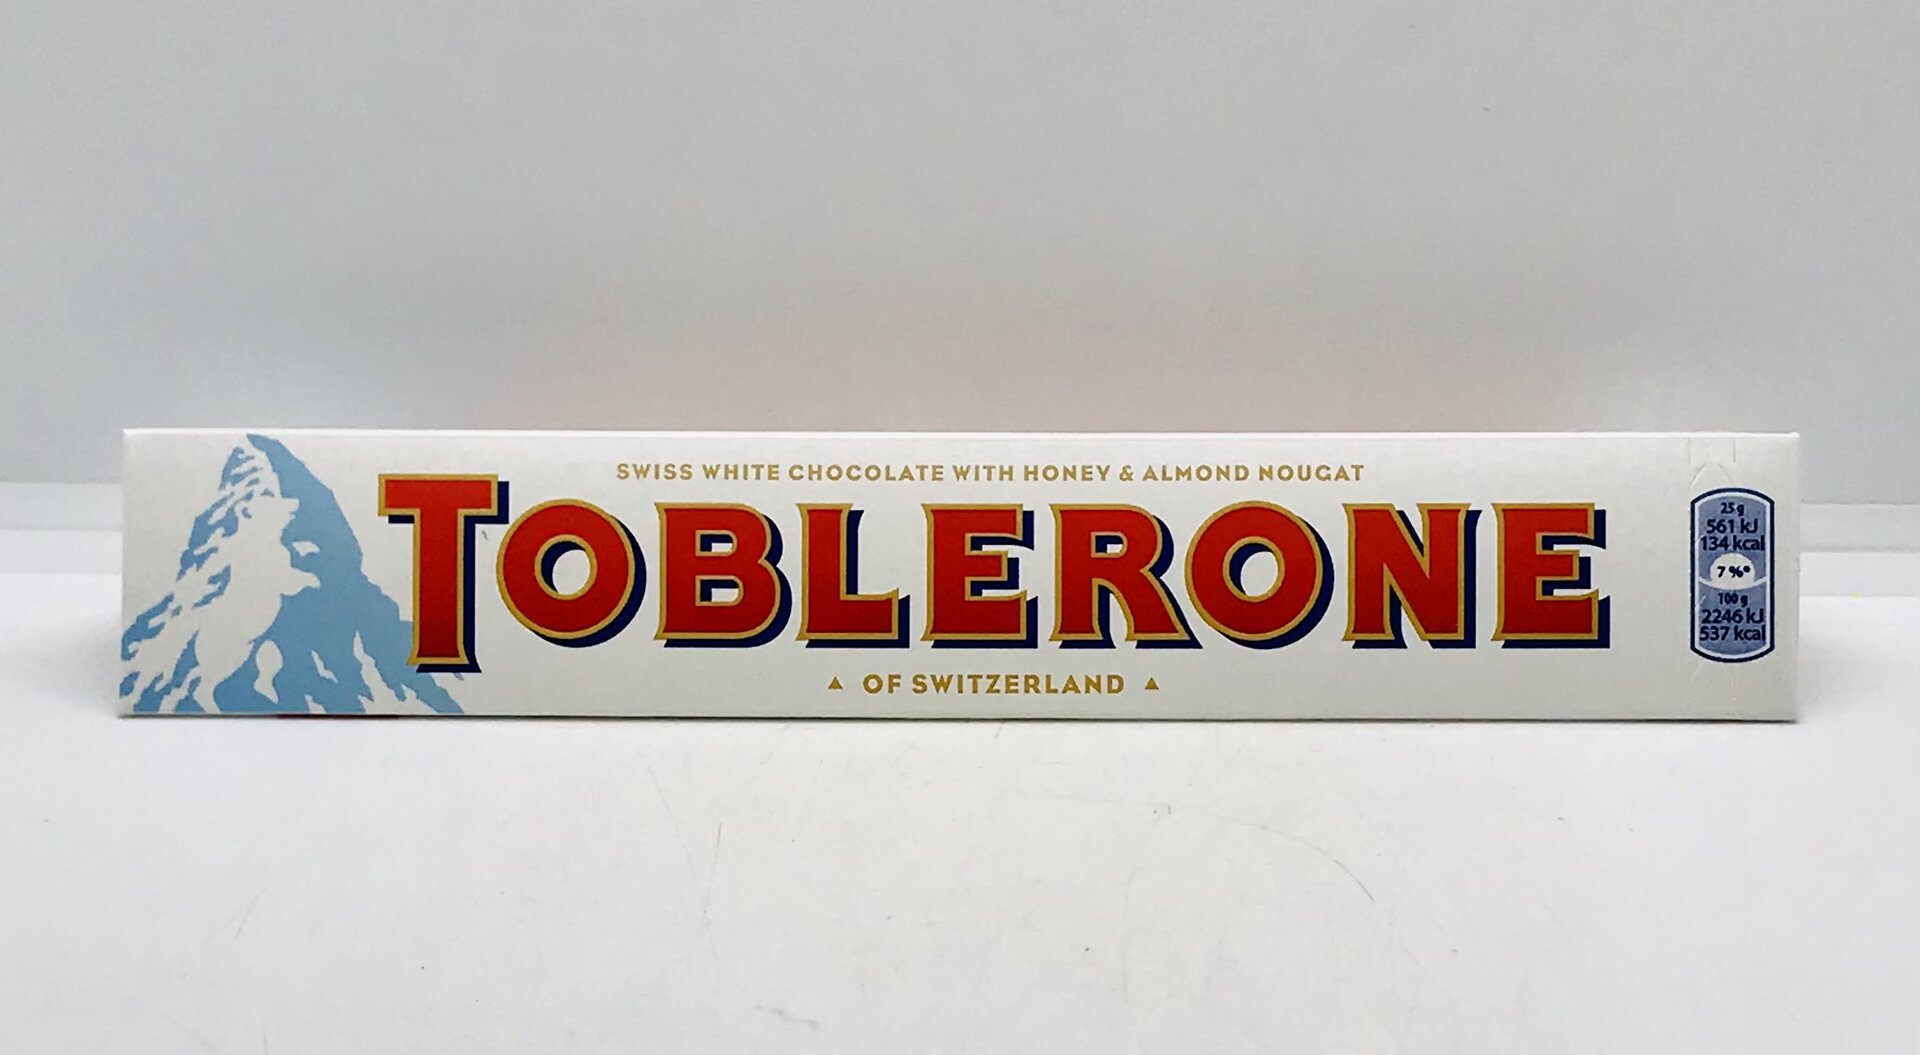 SWISS WHITE CHOCOLATE WITH HONEY & ALMOND NOUGAT
TOBLERONE
▲ OF SWITZERLAND ▲
25 g
561 kJ
134 kcal
7 %*
100 g
2246 kJ
537 kcal